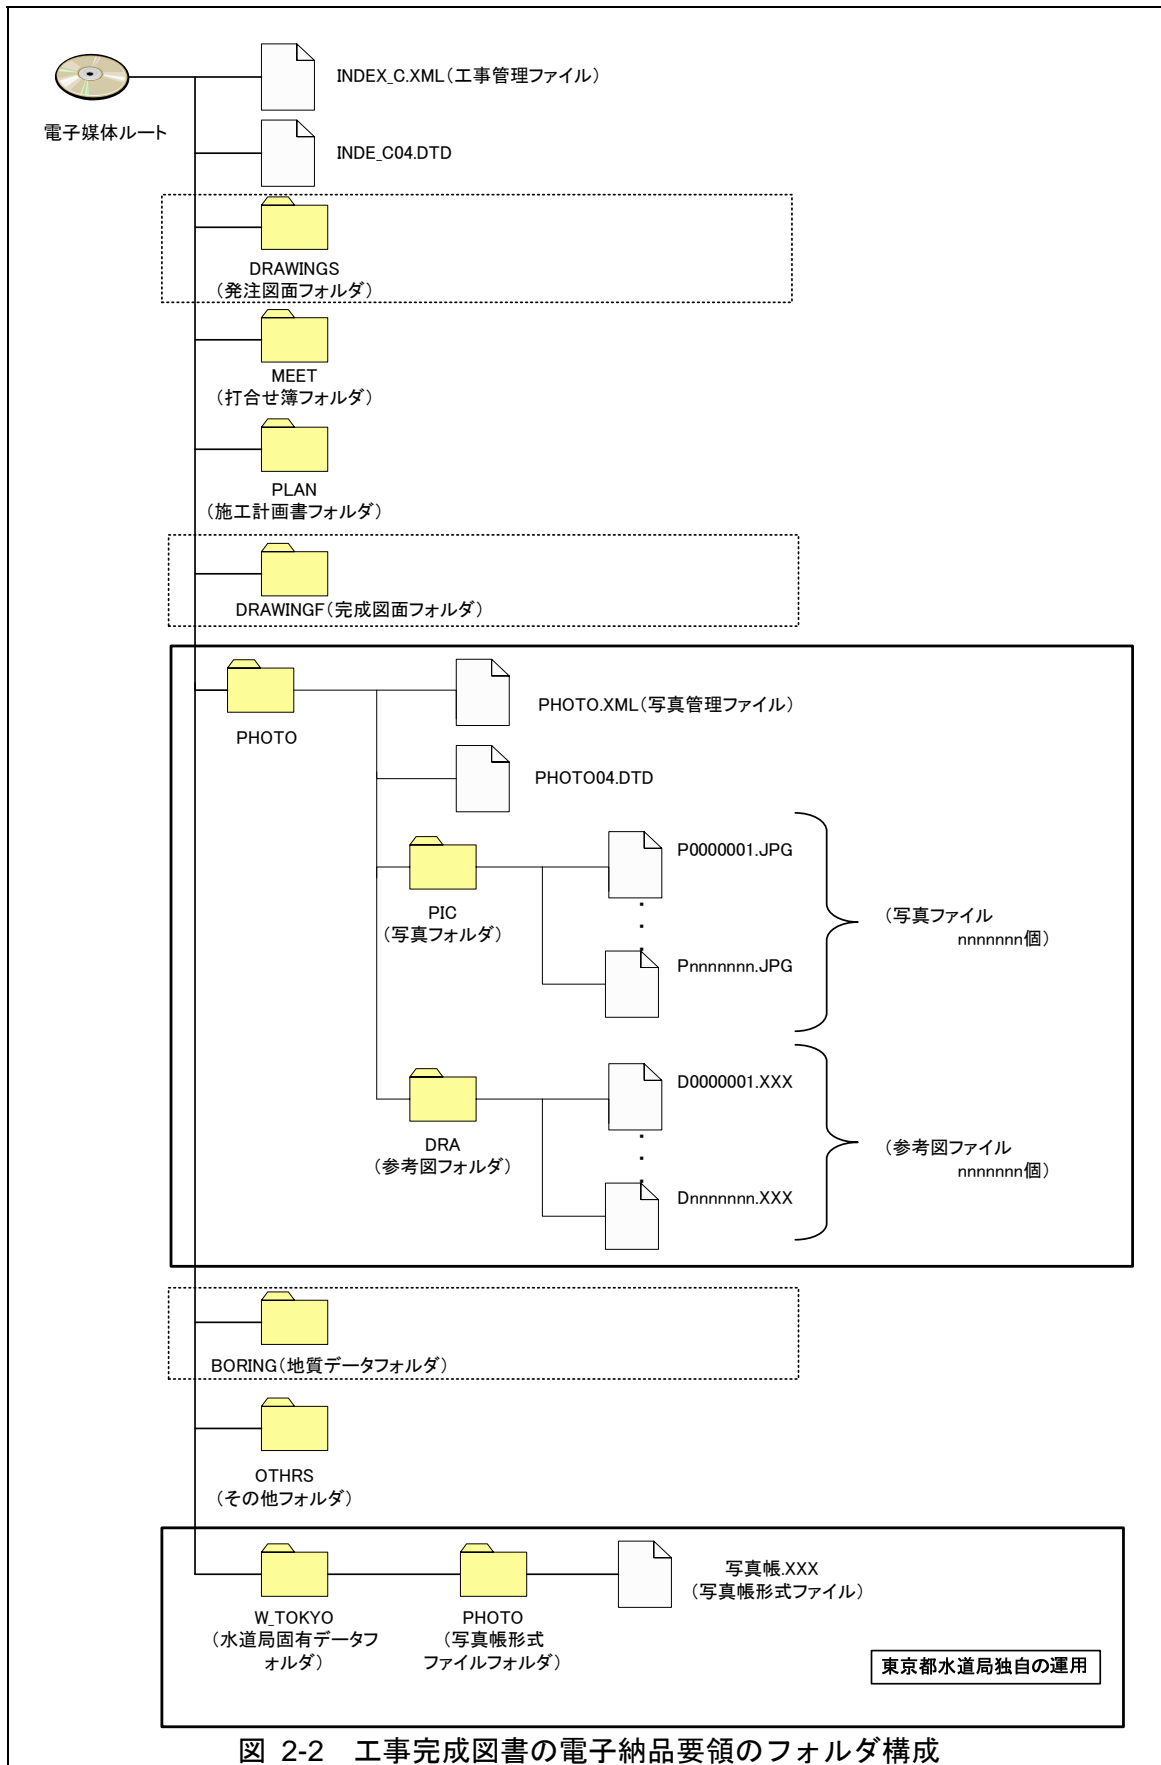 電子媒体ルート
INDEX_C.XML(工事管理ファイル)
INDE_C04.DTD
DRAWINGS
(発注図面フォルダ)
MEET
(打合せ簿フォルダ)
PLAN
(施工計画書フォルダ)
DRAWINGF(完成図面フォルダ)
PHOTO
PHOTO.XML(写真管理ファイル)
PHOTO04.DTD
PIC
(写真フォルダ)
P0000001.JPG
Pnnnnnnn.JPG
(写真ファイル
nnnnnnn個)
DRA
(参考図フォルダ)
D0000001.XXX
Dnnnnnnn.XXX
(参考図ファイル
nnnnnnn個)
BORING(地質データフォルダ)
OTHRS
(その他フォルダ)
W_TOKYO
(水道局固有データフ
ォルダ)
PHOTO
(写真帳形式
ファイルフォルダ)
写真帳.XXX
(写真帳形式ファイル)
東京都水道局独自の運用
図 2-2 工事完成図書の電子納品要領のフォルダ構成